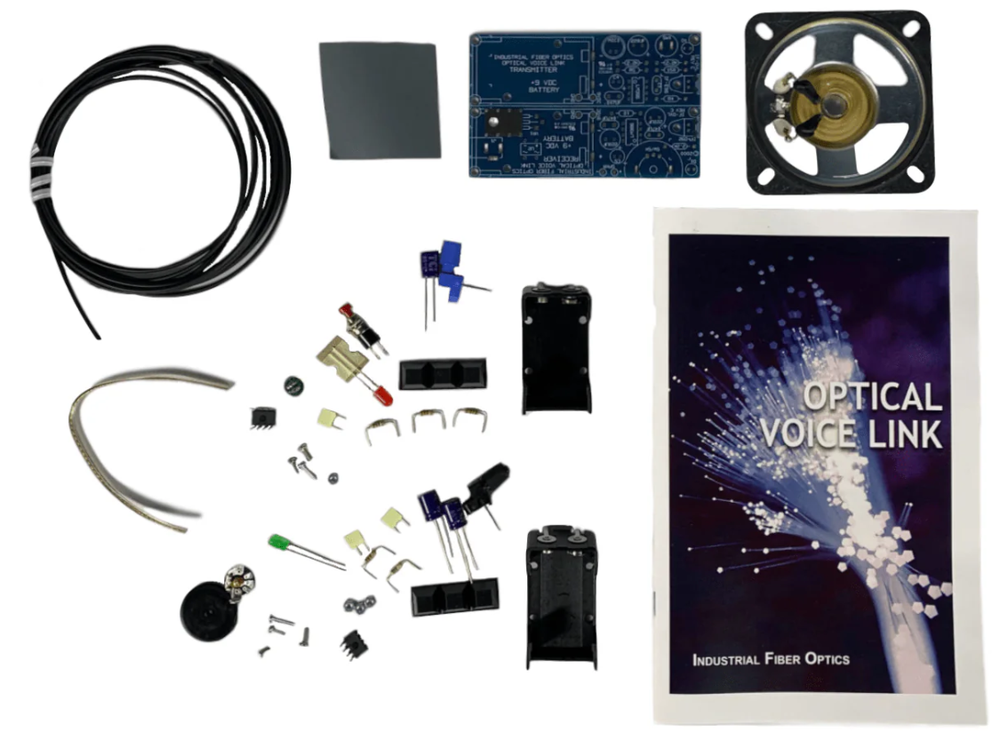 INDUSTRIAL FIBER OPTICS
OPTICAL VOICE LINK
TRANSMITTER
+9 VDC
BATTERY
INDUSTRIAL FIBER OPTICS
OPTICAL VOICE LINK
RECEIVER
+9 VDC
BATTERY
OPTICAL
VOICE LINK
INDUSTRIAL FIBER OPTICS